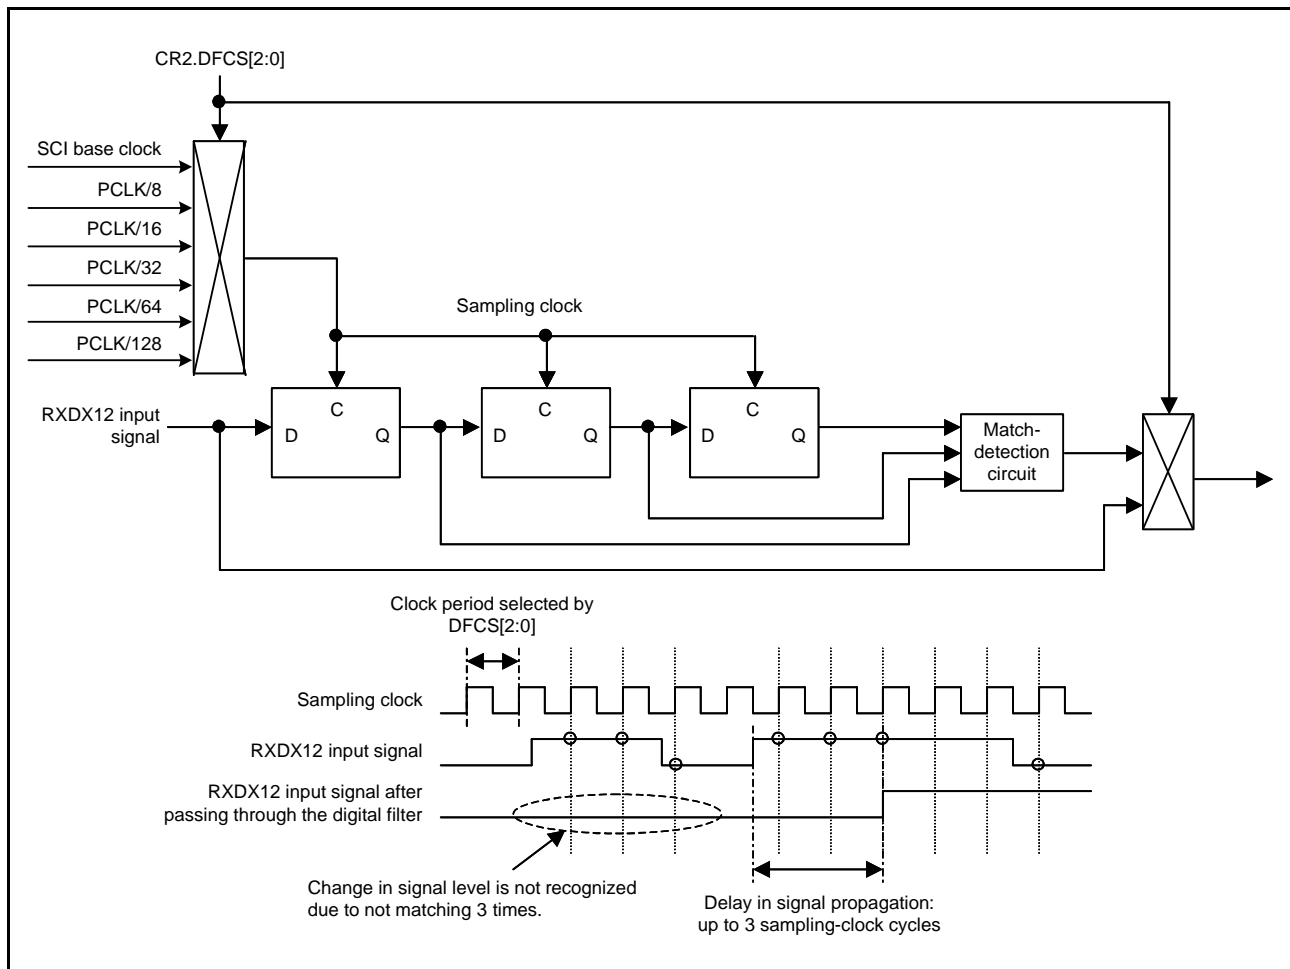 CR2.DFCS[2:0]
SCI base clock
PCLK/8
PCLK/16
PCLK/32
PCLK/64
PCLK/128
Sampling clock
RXDX12 input
signal
C
D
Q
C
D
Q
C
D
Q
Match-
detection
circuit
Clock period selected by
DFCS[2:0]
Sampling clock
RXDX12 input signal
RXDX12 input signal after
passing through the digital filter
Change in signal level is not recognized
due to not matching 3 times.
Delay in signal propagation:
up to 3 sampling-clock cycles